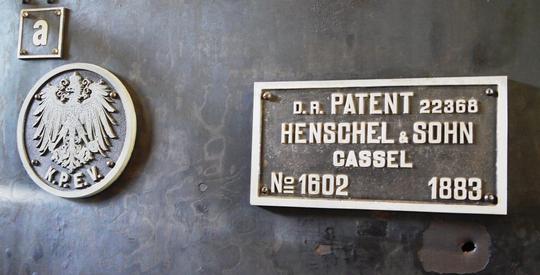 a
K.P.E.V.
D. R. PATENT 22368
HENSCHEL & SOHN
CASSEL
No 1602 1883